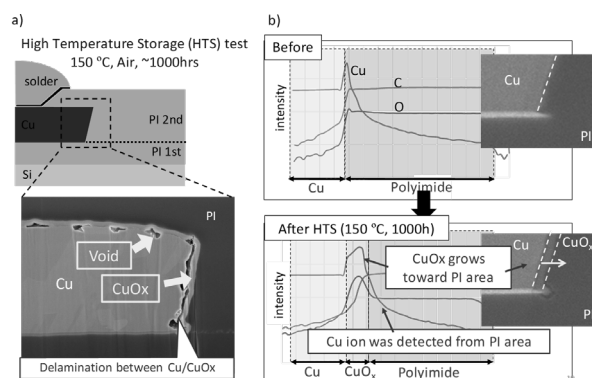 a)
High Temperature Storage (HTS) test
150 °C, Air, ~1000hrs
solder
Cu
PI 2nd
PI 1st
Si
PI
Void
Cu
CuOx
Delamination between Cu/CuOx
b)
Before
Cu
C
O
intensity
Cu
Polyimide
Cu
PI
After HTS (150 °C, 1000h)
CuOx grows
toward PI area
Cu
CuOx
intensity
Cu ion was detected from PI area
PI
Cu
CuOx
Polyimide